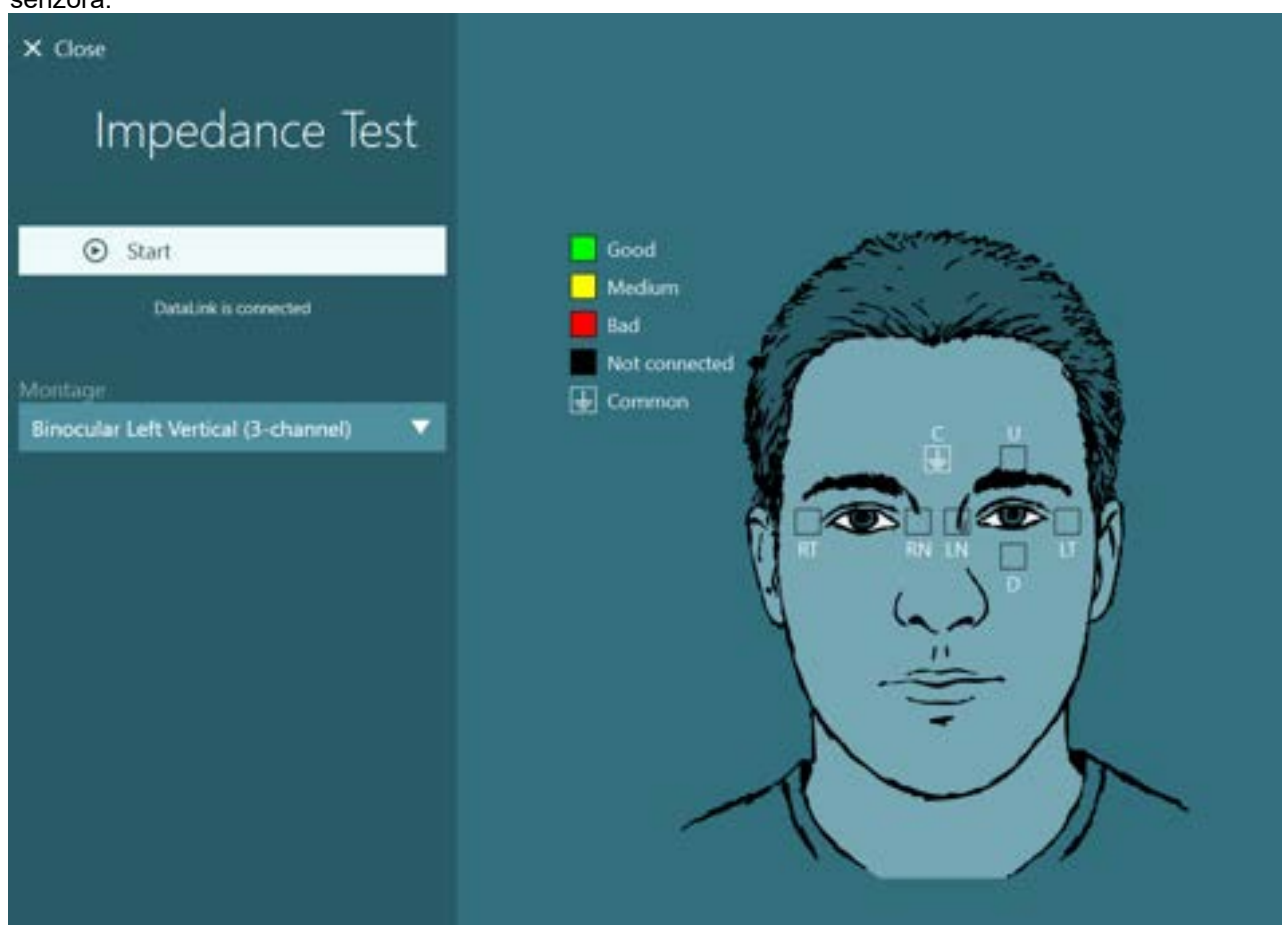 senzora.
Close
Impedance Test
Start
DataLink is connected
Montage
Binocular Left Vertical (3-channel)
Good
Medium
Bad
Not connected
Common
C
U
RT
RN
LN
LT
D